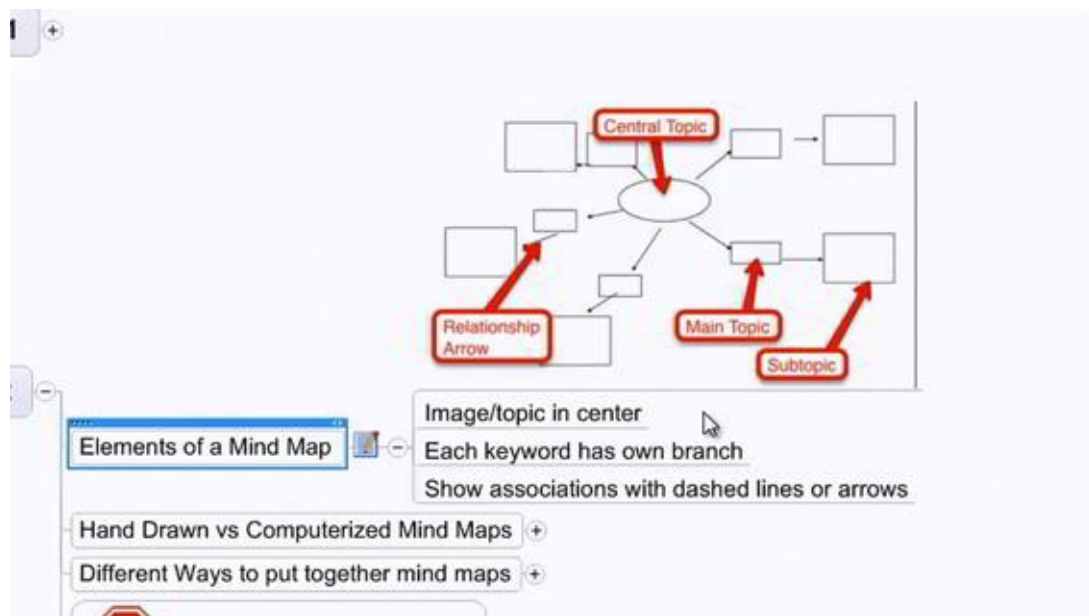 Central Topic
Relationship
Arrow
Main Topic
Subtopic
Image/topic in center
Elements of a Mind Map
Each keyword has own branch
Show associations with dashed lines or arrows
Hand Drawn vs Computerized Mind Maps
Different Ways to put together mind maps